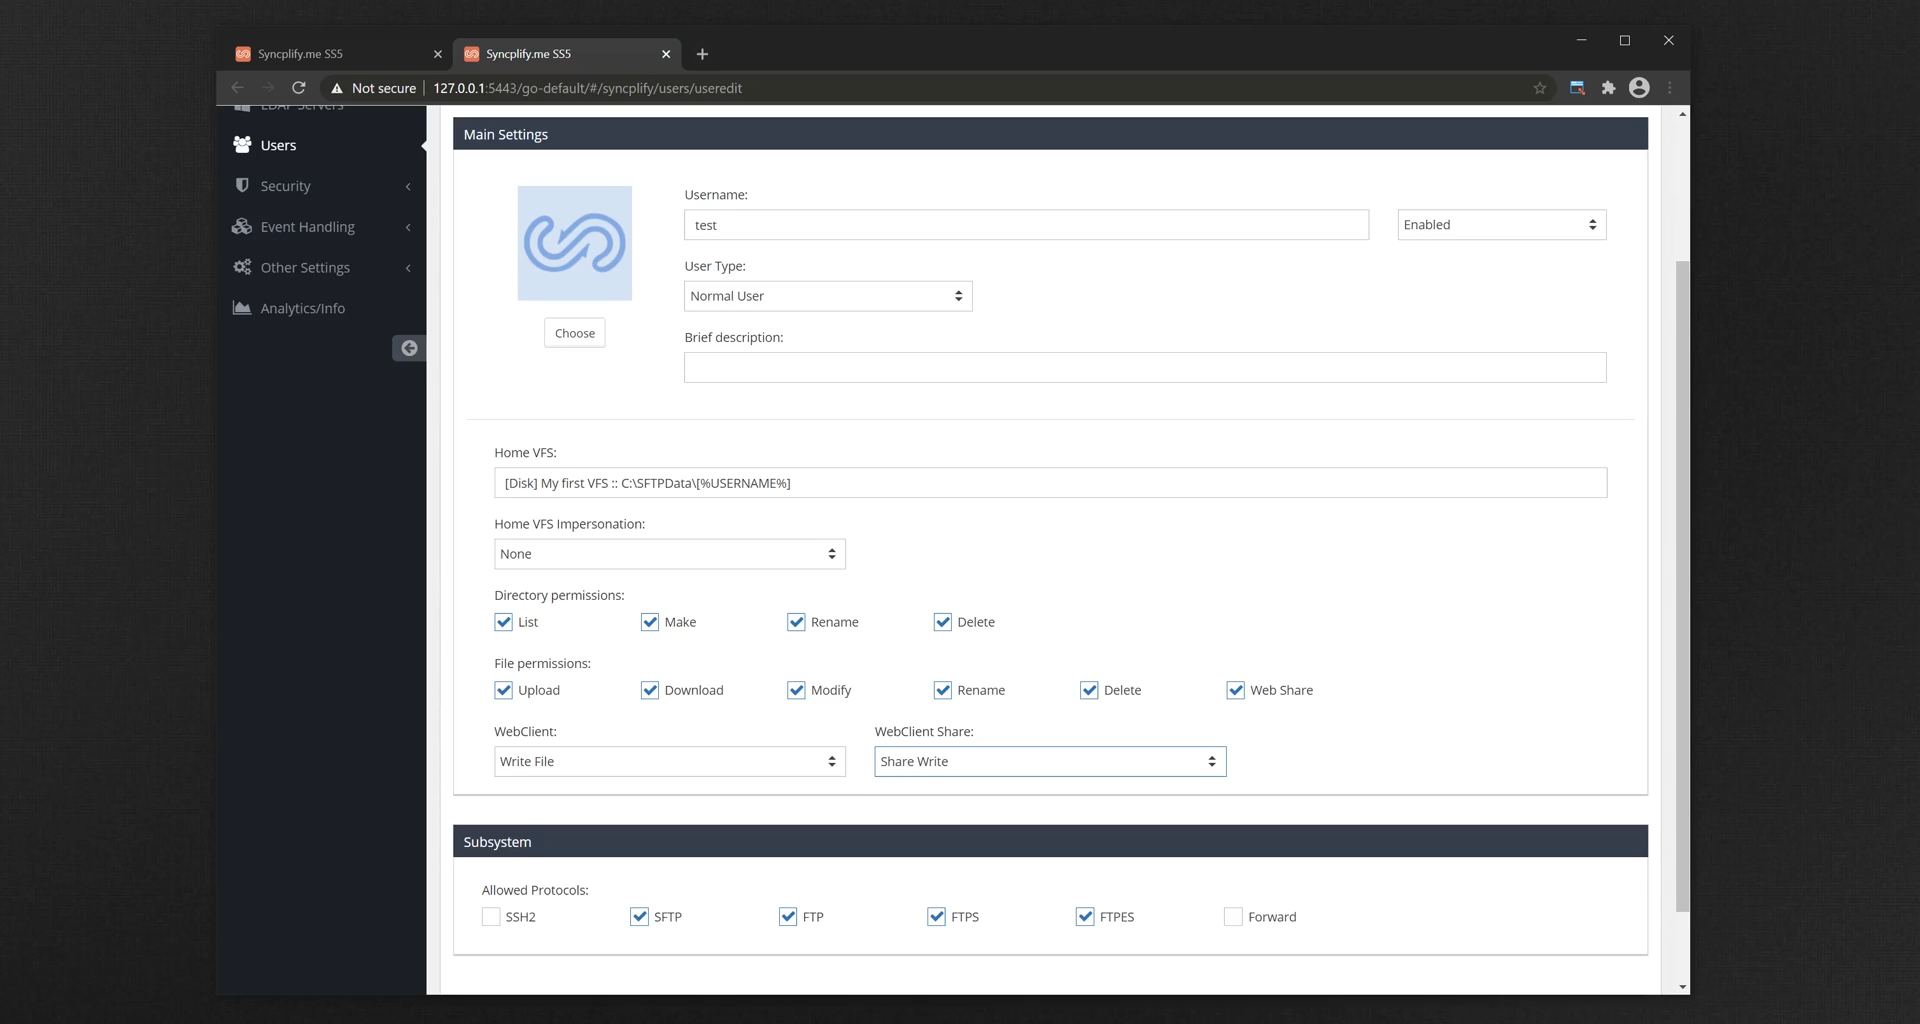 Syncplify.me SS5
Syncplify.me SS5
Not secure
127.0.0.1:5443/go-default/#/syncplify/users/useredit
LDAP Servers
Users
Security
Event Handling
Other Settings
Analytics/Info
Main Settings
Username:
test
Enabled
User Type:
Normal User
Choose
Brief description:
Home VFS:
[Disk] My first VFS :: C:\SFTPData\[%USERNAME%]
Home VFS Impersonation:
None
Directory permissions:
List Make Rename Delete
File permissions:
Upload Download Modify Rename Delete Web Share
WebClient: WebClient Share:
Write File Share Write
Subsystem
Allowed Protocols:
SSH2 SFTP FTP FTPS FTPES Forward